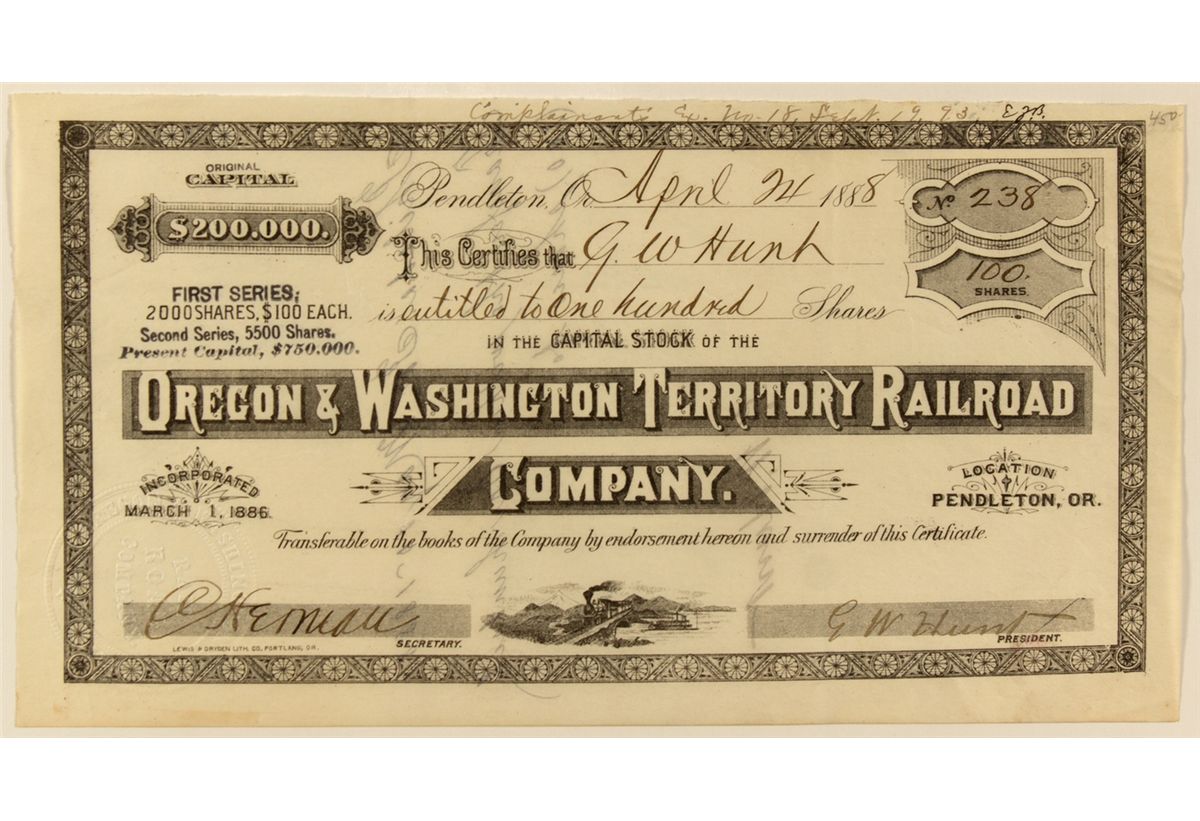 Complainant's Ex. No. 18, Sept. 19, 93. EJB.
450
ORIGINAL
CAPITAL
$200.000.
Pendleton, Or. April 24 1888
No. 238
This Certifies that G. W Hunt
100.
SHARES.
FIRST SERIES;
2000 SHARES, $100 EACH.
Second Series, 5500 Shares.
Present Capital, $750.000.
is entitled to One hundred Shares
IN THE CAPITAL STOCK OF THE
OREGON & WASHINGTON TERRITORY RAILROAD
COMPANY.
INCORPORATED
MARCH 1, 1886.
LOCATION
PENDLETON, OR.
Transferable on the books of the Company by endorsement hereon and surrender of this Certificate.
SECRETARY.
G W Hunt
PRESIDENT.
LEWIS & DRYDEN LITH. CO. PORTLAND, OR.